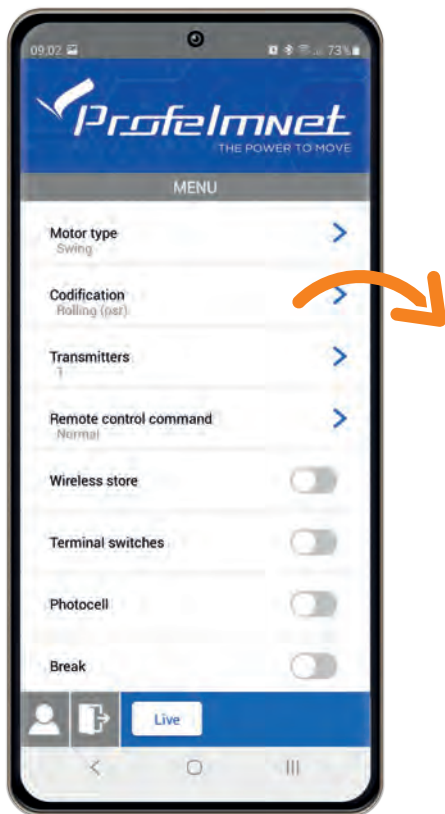 09,02
73%
Profelmnet
THE POWER TO MOVE
MENU
Motor type
Swing
Codification
Rolling (psr)
Transmitters
1
Remote control command
Normal
Wireless store
Terminal switches
Photocell
Break
Live